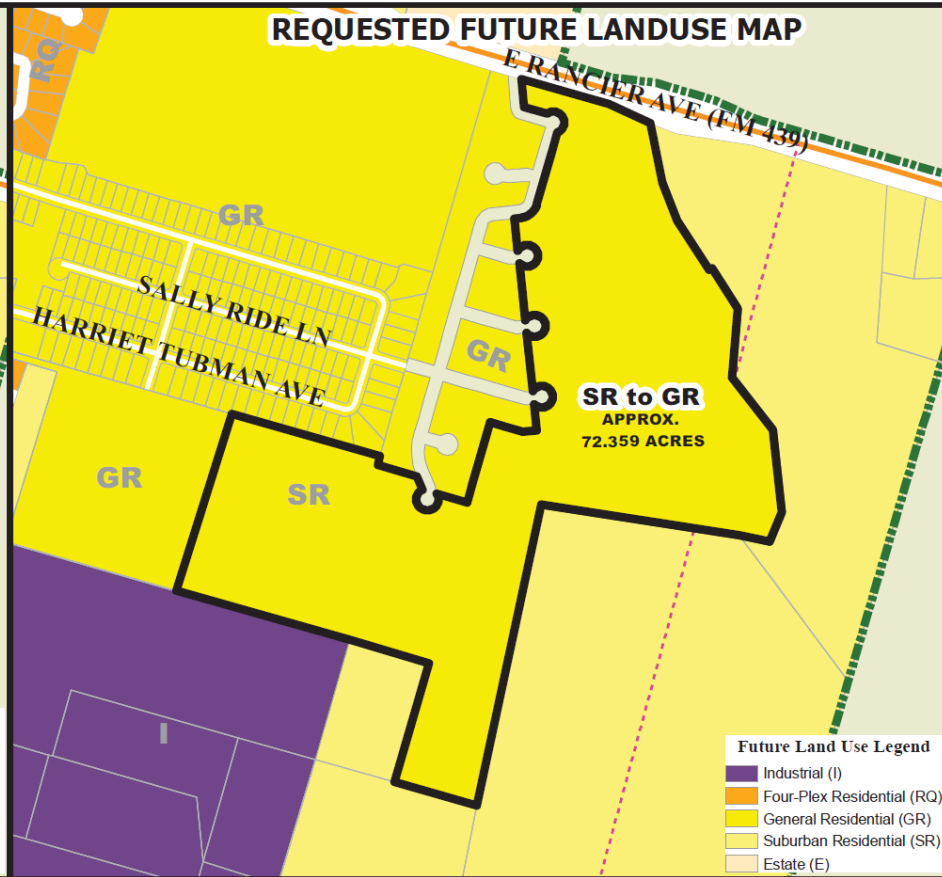 REQUESTED FUTURE LANDUSE MAP
E RANCIER AVE (FM 439)
RQ
GR
SALLY RIDE LN
HARRIET TUBMAN AVE
GR
SR to GR
APPROX.
72.359 ACRES
GR
SR
I
Future Land Use Legend
Industrial (I)
Four-Plex Residential (RQ)
General Residential (GR)
Suburban Residential (SR)
Estate (E)